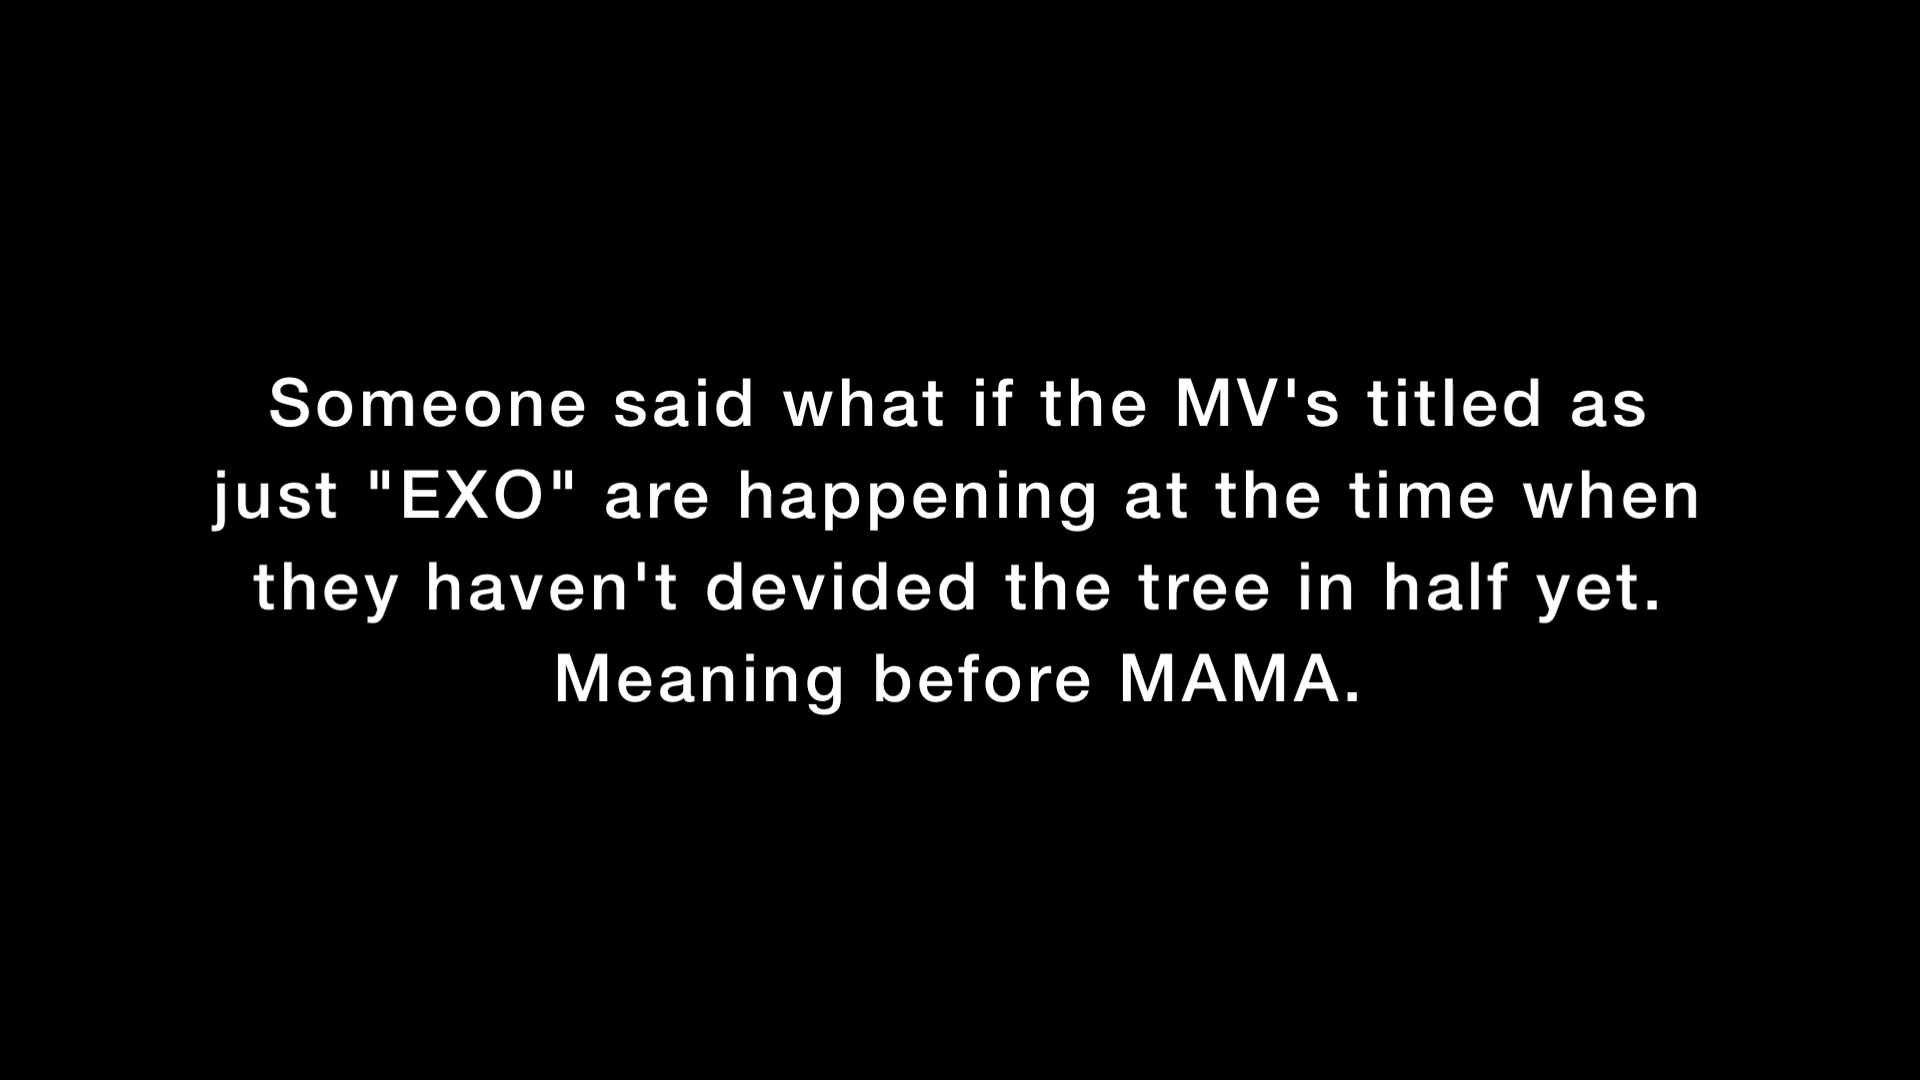 Someone said what if the MV's titled as
just "EXO" are happening at the time when
they haven't devided the tree in half yet.
Meaning before MAMA.